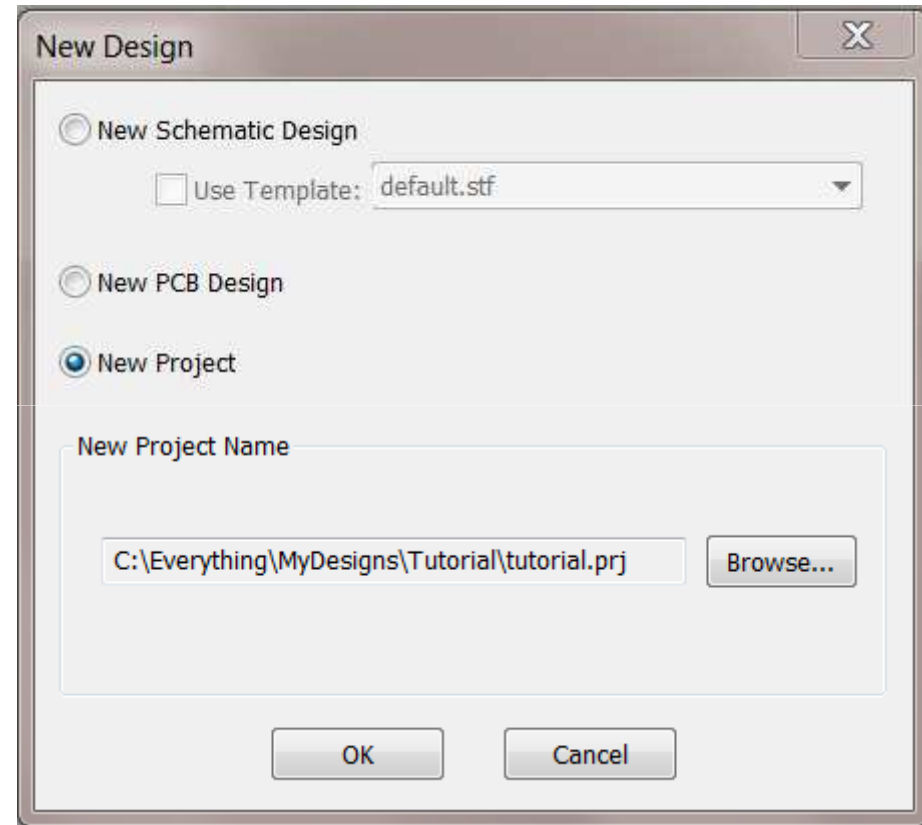 New Design
New Schematic Design
Use Template: default.stf
New PCB Design
New Project
New Project Name
C:\Everything\MyDesigns\Tutorial\tutorial.prj Browse...
OK Cancel